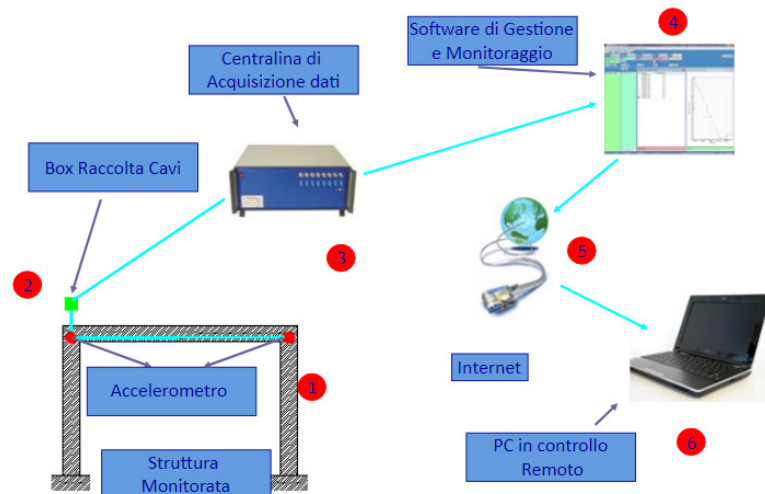 Software di Gestione
e Monitoraggio
4
Centralina di
Acquisizione dati
Box Raccolta Cavi
3
5
2
1
Accelerometro
Internet
Struttura
Monitorata
PC in controllo
Remoto
6